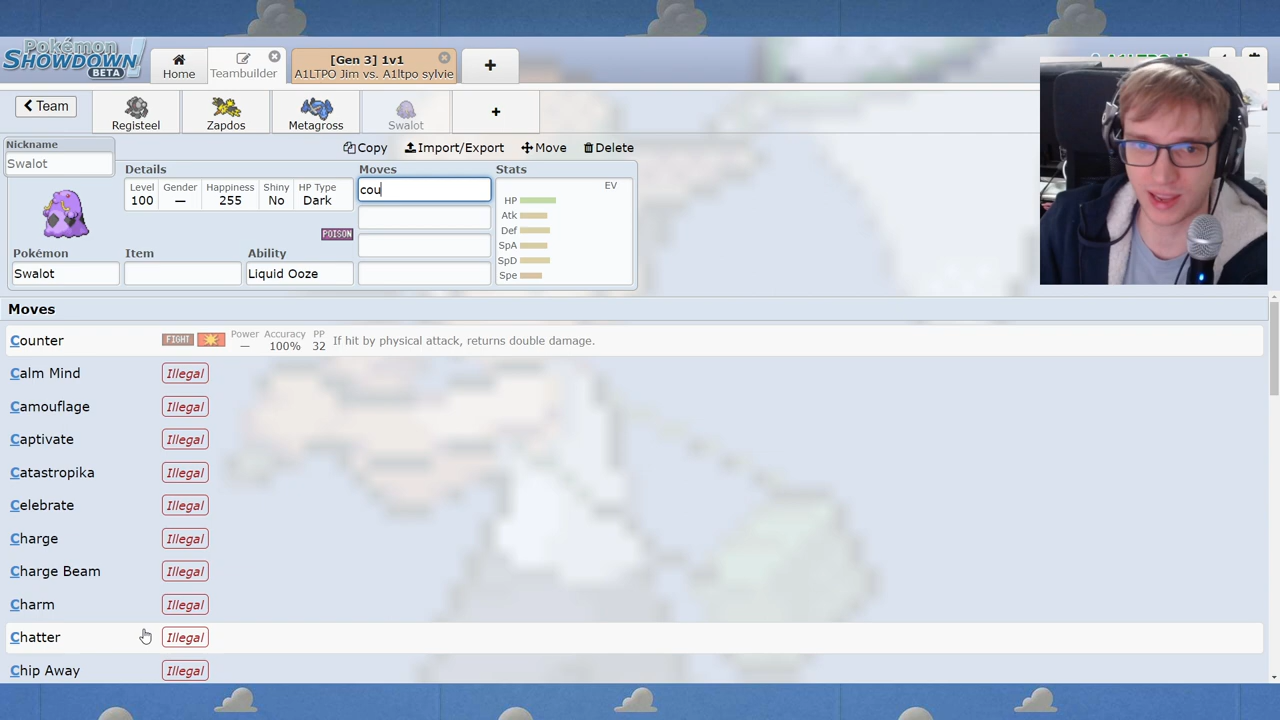 Pokémon
SHOWDOWN!
BETA
Home
Teambuilder
[Gen 3] 1v1
A1LTPO Jim vs. A1ltpo sylvie
+
Team
Registeel
Zapdos
Metagross
Swalot
+
Nickname
Swalot
Copy
Import/Export
Move
Delete
Details
Moves
Stats
Level
100
Gender
—
Happiness
255
Shiny
No
HP Type
Dark
cou
EV
HP
Atk
Def
SpA
SpD
Spe
POISON
Pokémon
Swalot
Item
Ability
Liquid Ooze
Moves
Counter FIGHT Power — Accuracy 100% PP 32 If hit by physical attack, returns double damage.
Calm Mind Illegal
Camouflage Illegal
Captivate Illegal
Catastropika Illegal
Celebrate Illegal
Charge Illegal
Charge Beam Illegal
Charm Illegal
Chatter Illegal
Chip Away Illegal